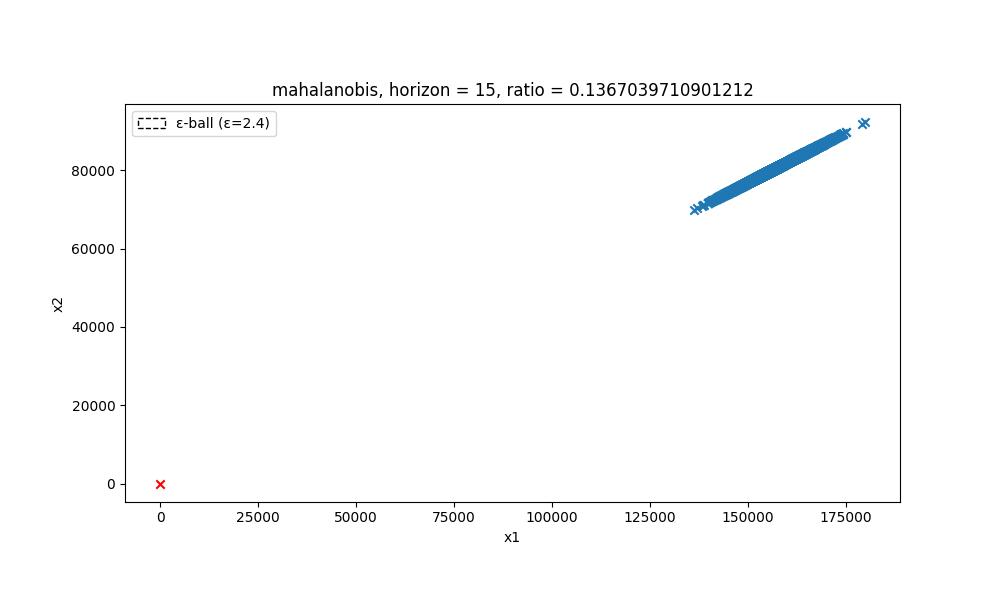 mahalanobis, horizon = 15, ratio = 0.1367039710901212
ε-ball (ε=2.4)
x2
80000
60000
40000
20000
0
0 25000 50000 75000 100000 125000 150000 175000
x1